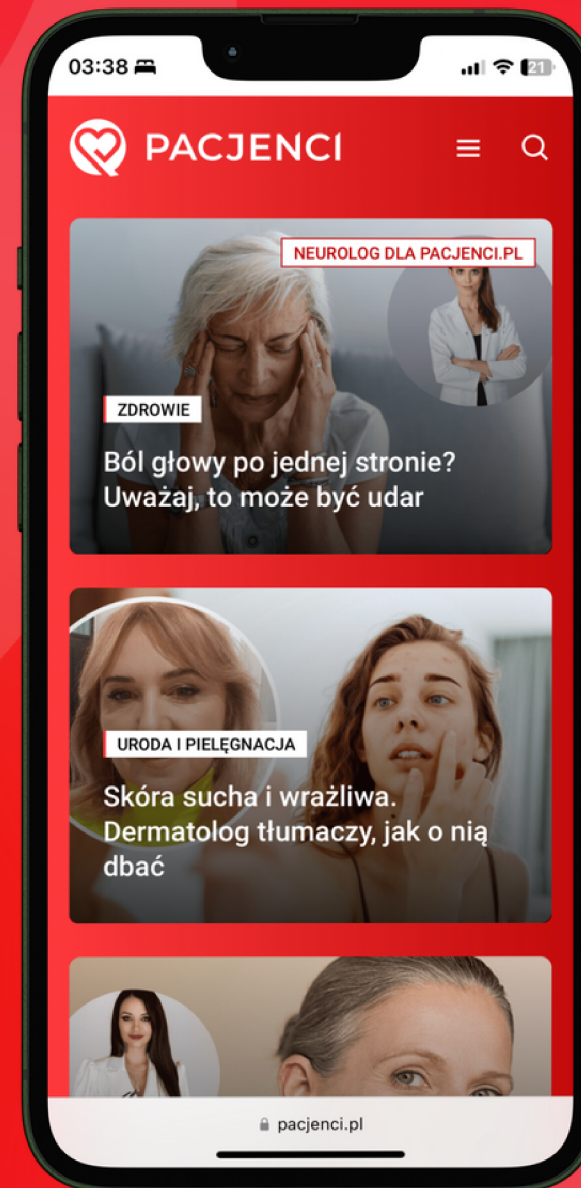 03:38
21
PACJENCI
NEUROLOG DLA PACJENCI.PL
ZDROWIE
Ból głowy po jednej stronie?
Uważaj, to może być udar
URODA I PIELĘGNACJA
Skóra sucha i wrażliwa.
Dermatolog tłumaczy, jak o nią
dbać
pacjenci.pl